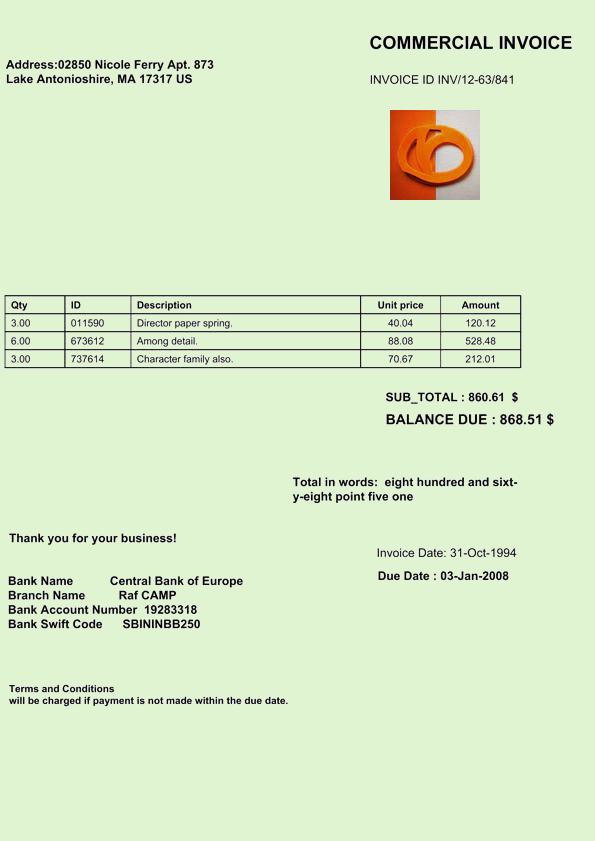 COMMERCIAL INVOICE
Address:02850 Nicole Ferry Apt. 873
Lake Antonioshire, MA 17317 US
INVOICE ID INV/12-63/841
Qty ID Description Unit price Amount
3.00 011590 Director paper spring. 40.04 120.12
6.00 673612 Among detail. 88.08 528.48
3.00 737614 Character family also. 70.67 212.01
SUB_TOTAL : 860.61 $
BALANCE DUE : 868.51 $
Total in words: eight hundred and sixt-
y-eight point five one
Thank you for your business!
Invoice Date: 31-Oct-1994
Due Date : 03-Jan-2008
Bank Name Central Bank of Europe
Branch Name Raf CAMP
Bank Account Number 19283318
Bank Swift Code SBININBB250
Terms and Conditions
will be charged if payment is not made within the due date.